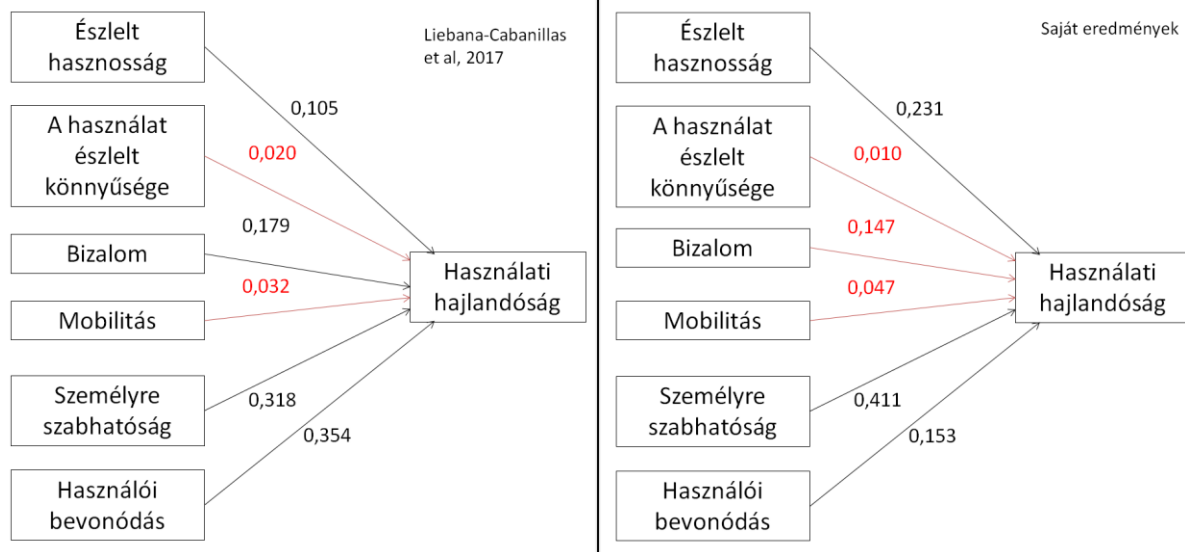 Észlelt
hasznosság
A használat
észlelt
könnyűsége
Bizalom
Mobilitás
Személyre
szabhatóság
Használói
bevonódás
Liebana-Cabanillas
et al, 2017
0,105
0,020
0,179
0,032
0,318
0,354
Használati
hajlandóság
Észlelt
hasznosság
A használat
észlelt
könnyűsége
Bizalom
Mobilitás
Személyre
szabhatóság
Használói
bevonódás
Saját eredmények
0,231
0,010
0,147
0,047
0,411
0,153
Használati
hajlandóság